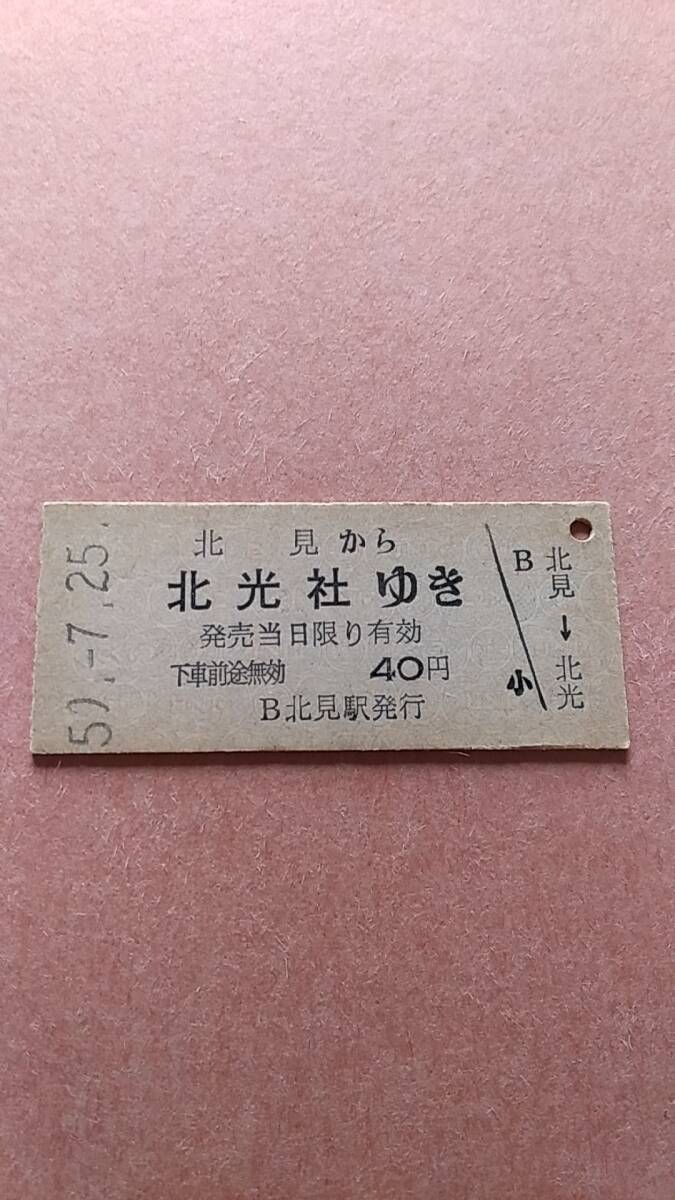 50.-7.25.
北見から
北光社ゆき
発売当日限り有効
下車前途無効 40円
B北見駅発行
B
小
北見→北光